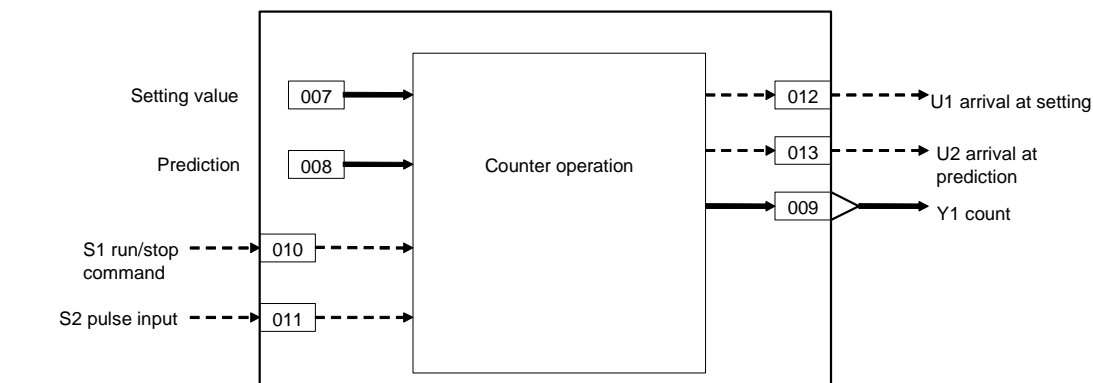 Setting value
007
012
U1 arrival at setting
Prediction
008
Counter operation
013
U2 arrival at
prediction
009
Y1 count
S1 run/stop
command
010
S2 pulse input
011